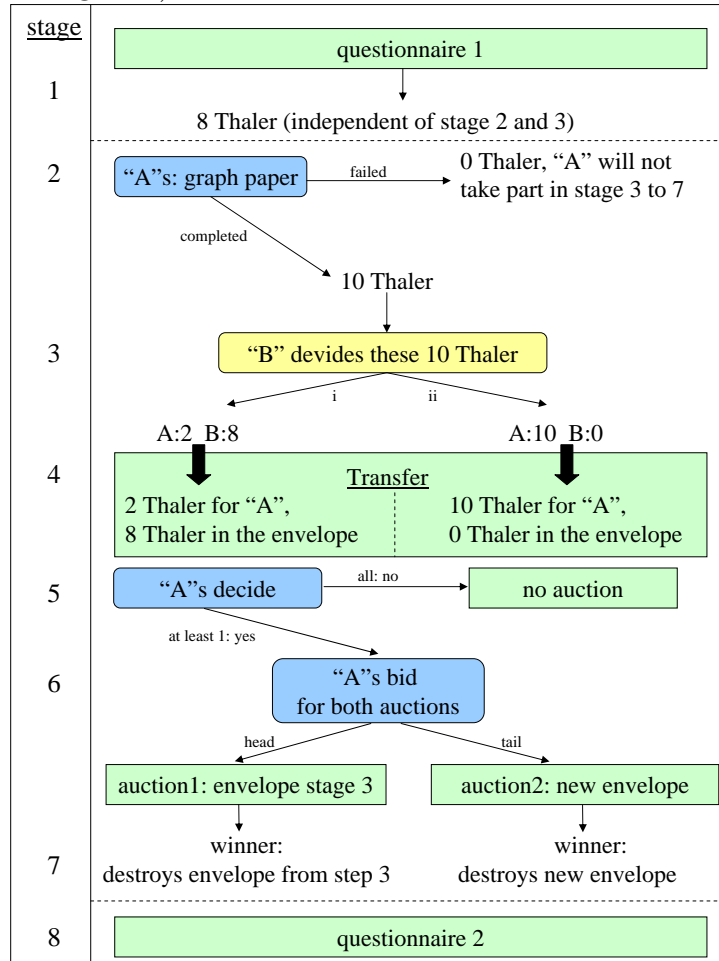 stage
questionnaire 1
1
8 Thaler (independent of stage 2 and 3)
2
“A”s: graph paper
failed
0 Thaler, “A” will not
take part in stage 3 to 7
completed
10 Thaler
3
“B” devides these 10 Thaler
i
ii
A:2 B:8
A:10 B:0
4
Transfer
2 Thaler for “A”,
8 Thaler in the envelope
10 Thaler for “A”,
0 Thaler in the envelope
5
“A”s decide
all: no
no auction
at least 1: yes
6
“A”s bid
for both auctions
head
tail
auction1: envelope stage 3
auction2: new envelope
7
winner:
destroys envelope from step 3
winner:
destroys new envelope
8
questionnaire 2